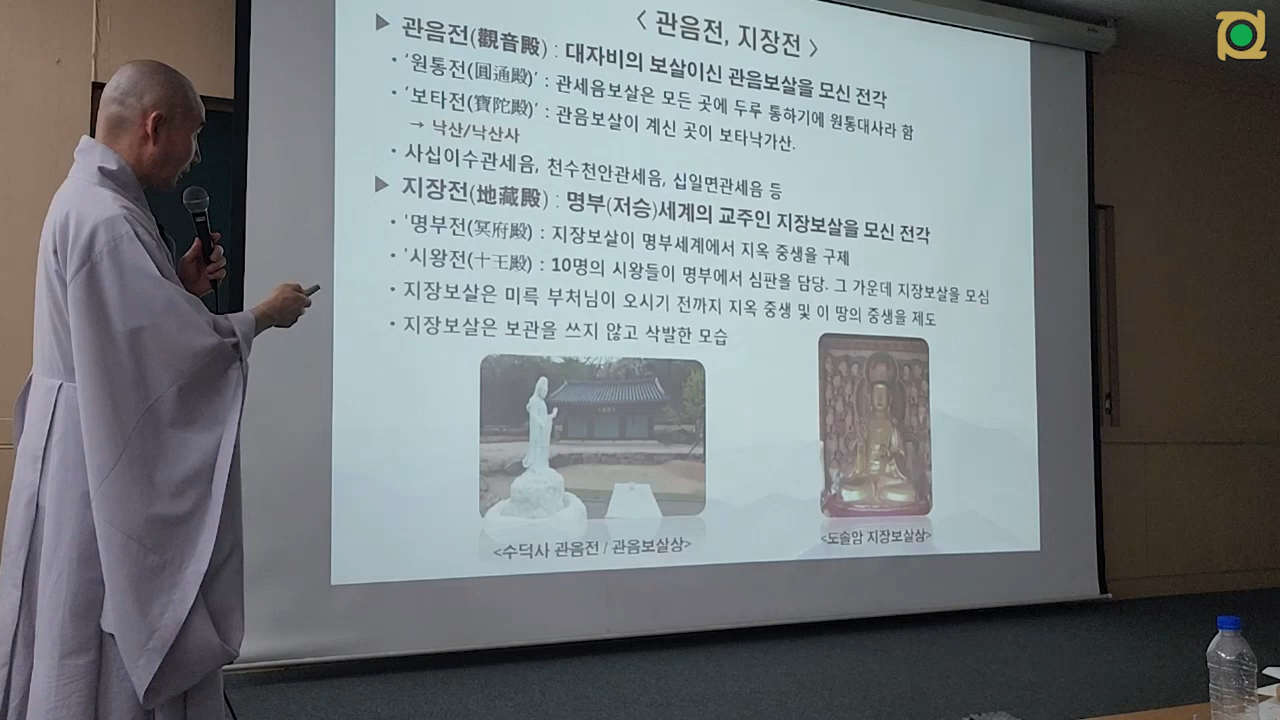 < 관음전, 지장전 >
▶ 관음전(觀音殿) : 대자비의 보살이신 관음보살을 모신 전각
• '원통전(圓通殿)' : 관세음보살은 모든 곳에 두루 통하기에 원통대사라 함
• '보타전(寶陀殿)' : 관음보살이 계신 곳이 보타낙가산.
→ 낙산/낙산사
• 사십이수관세음, 천수천안관세음, 십일면관세음 등
▶ 지장전(地藏殿) : 명부(저승)세계의 교주인 지장보살을 모신 전각
• '명부전(冥府殿) : 지장보살이 명부세계에서 지옥 중생을 구제
• '시왕전(十王殿) : 10명의 시왕들이 명부에서 심판을 담당. 그 가운데 지장보살을 모심
• 지장보살은 미륵 부처님이 오시기 전까지 지옥 중생 및 이 땅의 중생을 제도
• 지장보살은 보관을 쓰지 않고 삭발한 모습
<수덕사 관음전 / 관음보살상>
<도솔암 지장보살상>